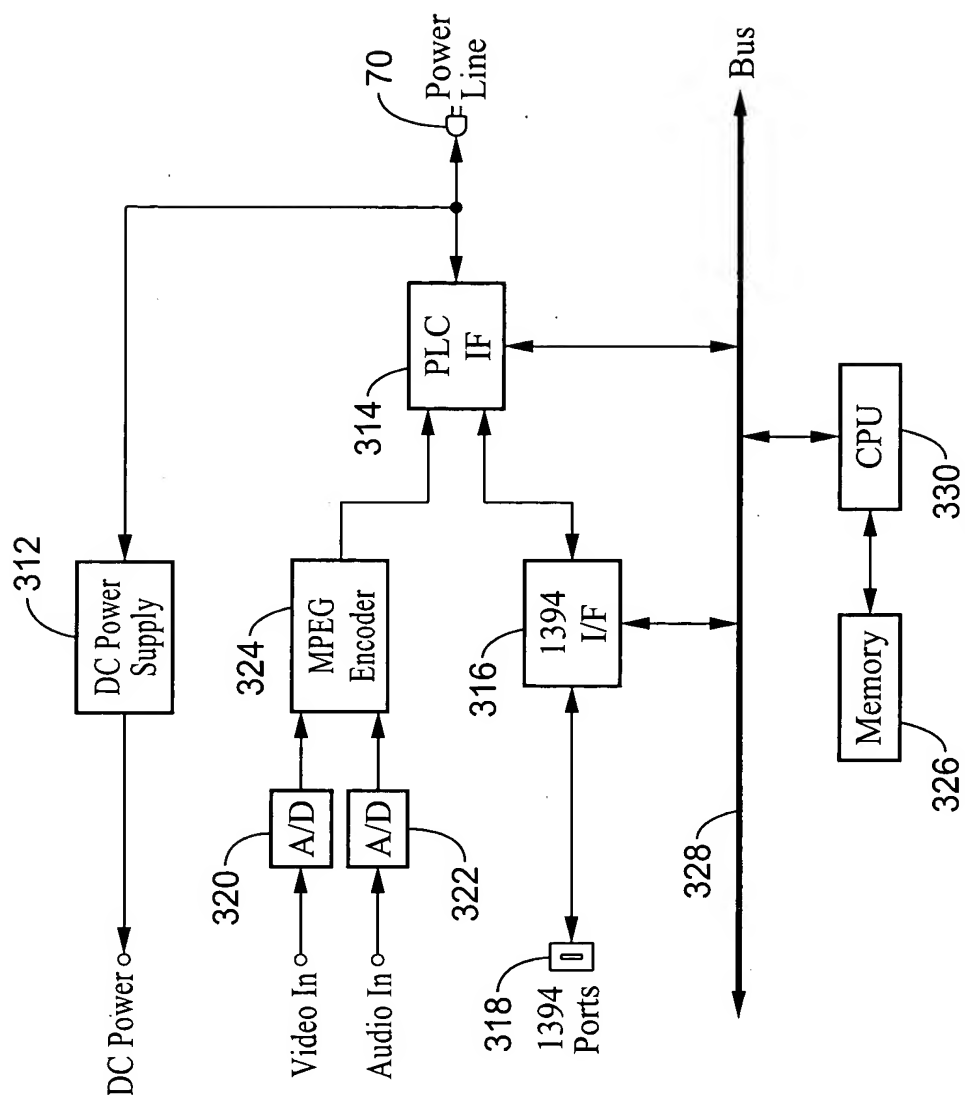 DC Power
312
DC Power
Supply
Video In
320
A/D
324
MPEG
Encoder
Audio In
A/D
322
314
PLC
IF
70
Power
Line
318
1394
Ports
316
1394
I/F
328
Bus
Memory
326
CPU
330